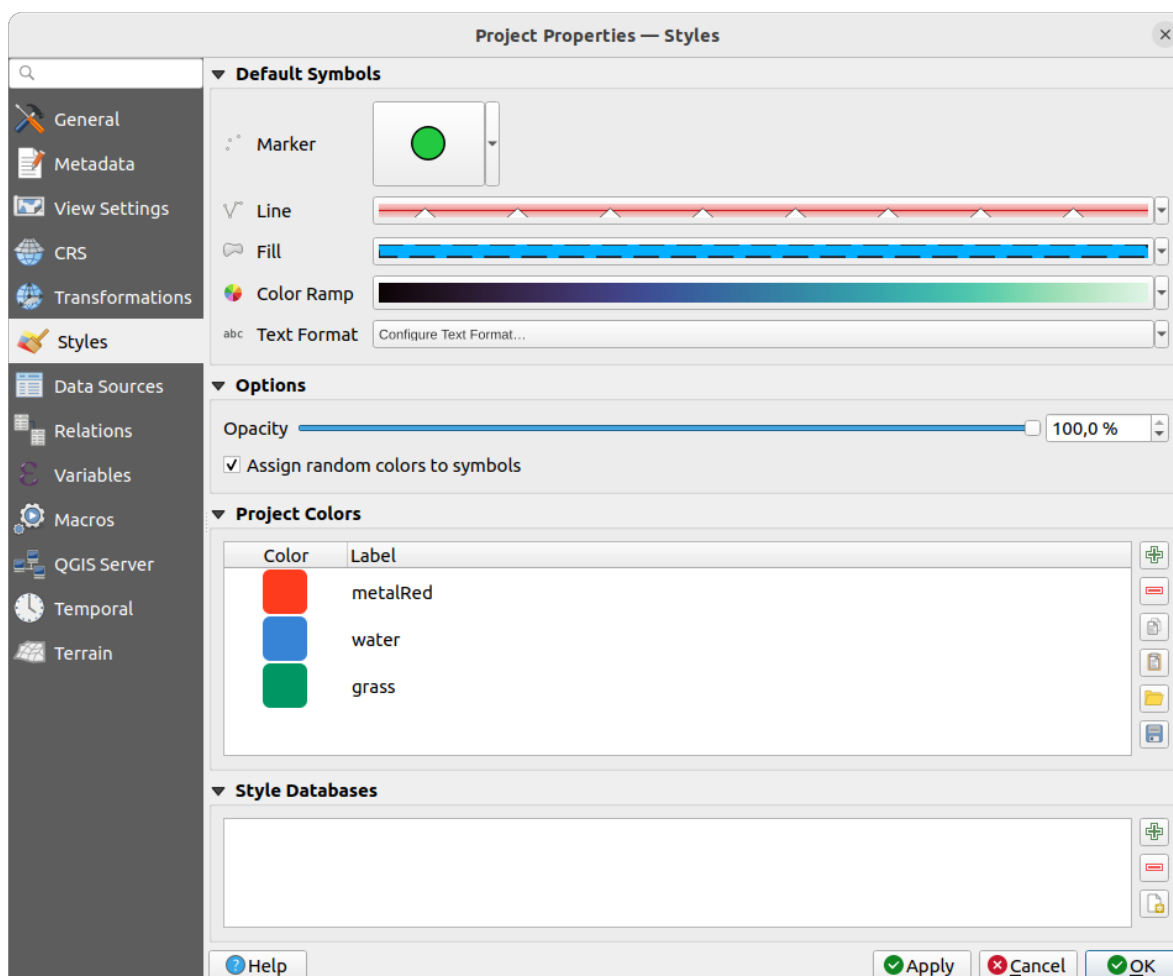 Project Properties — Styles
General
Metadata
View Settings
CRS
Transformations
Styles
Data Sources
Relations
Variables
Macros
QGIS Server
Temporal
Terrain
Default Symbols
Marker
Line
Fill
Color Ramp
abc Text Format Configure Text Format...
Options
Opacity 100,0 %
Assign random colors to symbols
Project Colors
Color Label
metalRed
water
grass
Style Databases
Help Apply Cancel OK